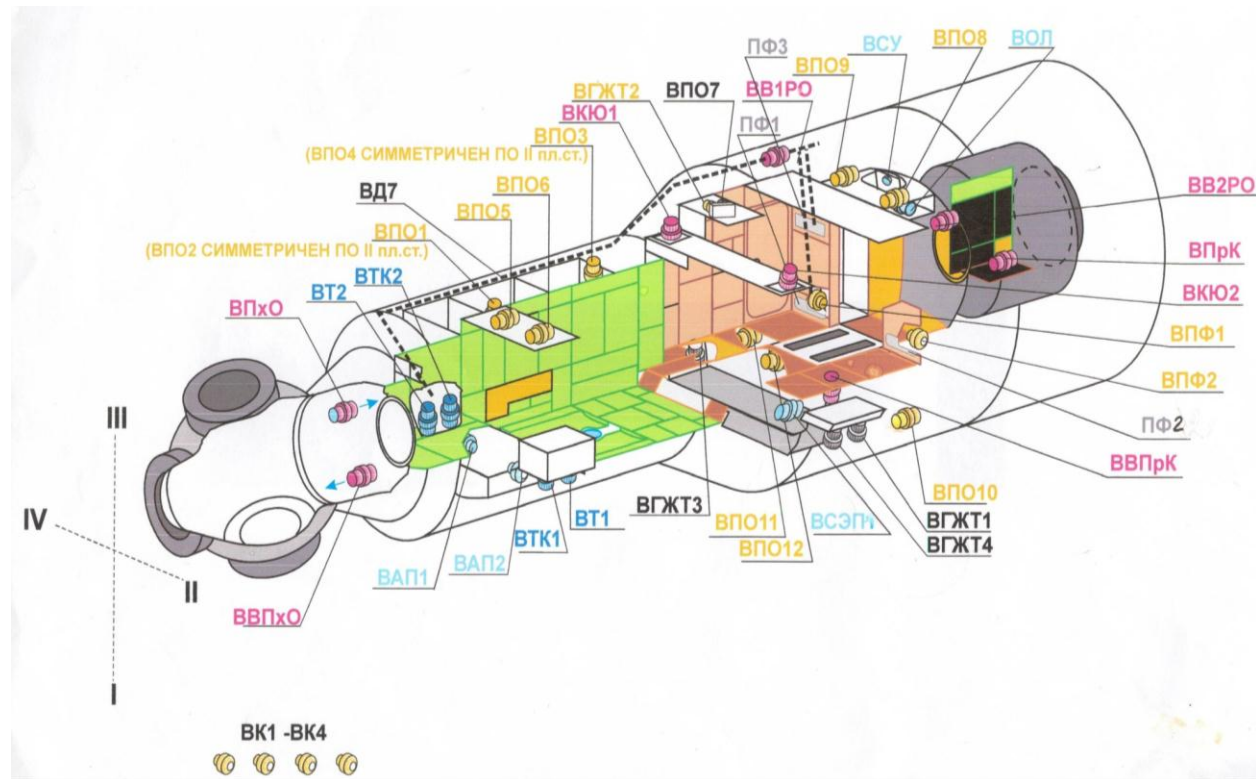 ПФ3
ВСУ
ВПО8
ВОЛ
ВПО9
ВГЖТ2
ВПО7
ВВ1РО
ВКЮ1
ПФ1
ВПО3
(ВПО4 СИММЕТРИЧЕН ПО II пл.ст.)
ВД7
ВПО6
ВПО5
ВВ2РО
ВПО1
(ВПО2 СИММЕТРИЧЕН ПО II пл.ст.)
ВПрК
ВТК2
ВТ2
ВКЮ2
ВПхО
ВПФ1
ВПФ2
III
ПФ2
ВВПрК
IV
ВГЖТ3
ВПО10
ВТ1
ВПО11
ВСЭП1
ВГЖТ1
ВТК1
ВПО12
ВГЖТ4
ВАП2
ВАП1
II
ВВПхО
I
ВК1 -ВК4